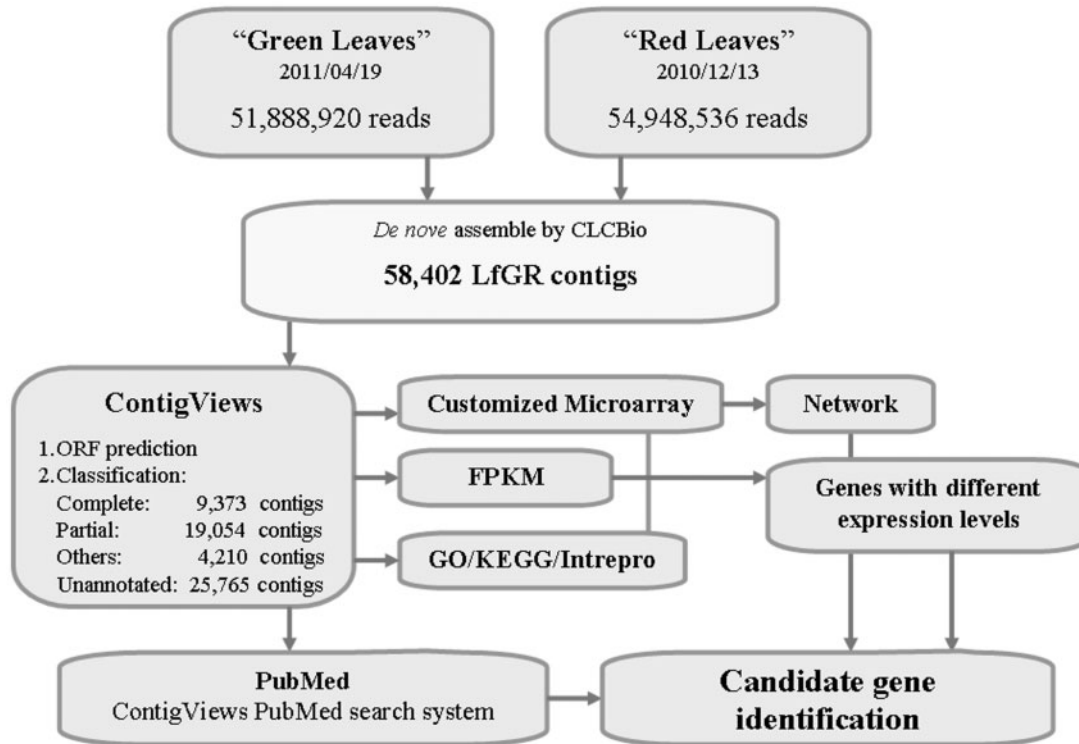 “Green Leaves”
2011/04/19
51,888,920 reads
“Red Leaves”
2010/12/13
54,948,536 reads
De nove assemble by CLCBio
58,402 LfGR contigs
ContigViews
1. ORF prediction
2. Classification:
Complete: 9,373 contigs
Partial: 19,054 contigs
Others: 4,210 contigs
Unannotated: 25,765 contigs
Customized Microarray
Network
FPKM
Genes with different
expression levels
GO/KEGG/Intrepro
PubMed
ContigViews PubMed search system
Candidate gene
identification